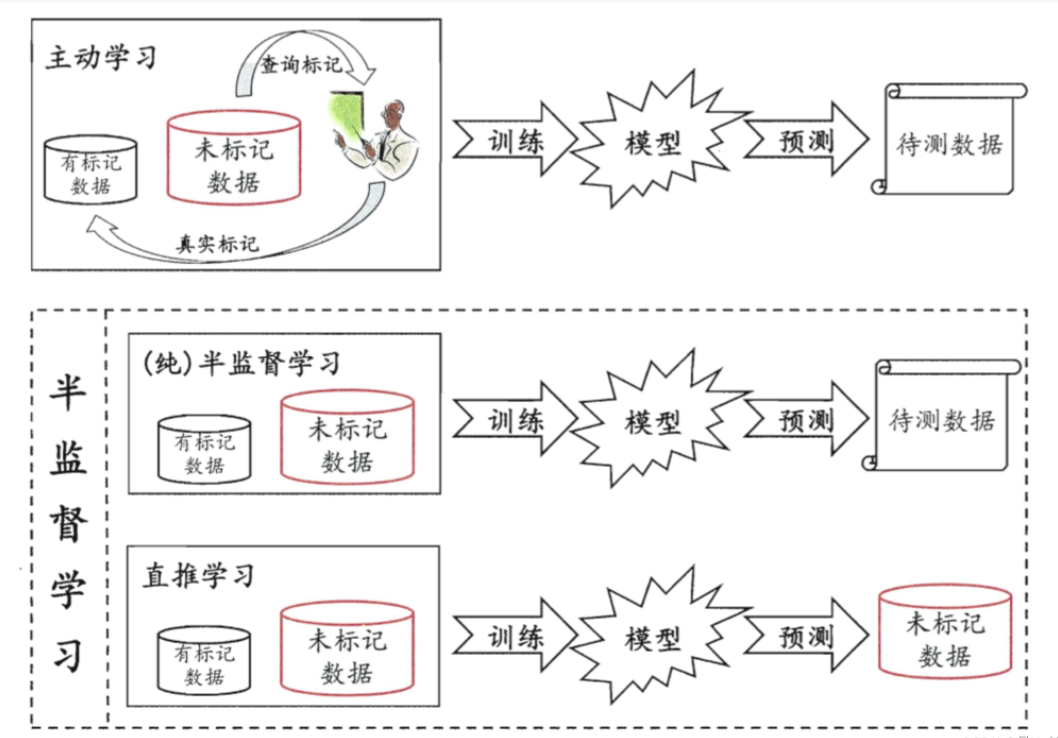 主动学习
查询标记
有标记
数据
未标记
数据
真实标记
训练
模型
预测
待测数据
半
监
督
学
习
(纯)半监督学习
有标记
数据
未标记
数据
训练
模型
预测
待测数据
直推学习
有标记
数据
未标记
数据
训练
模型
预测
未标记
数据